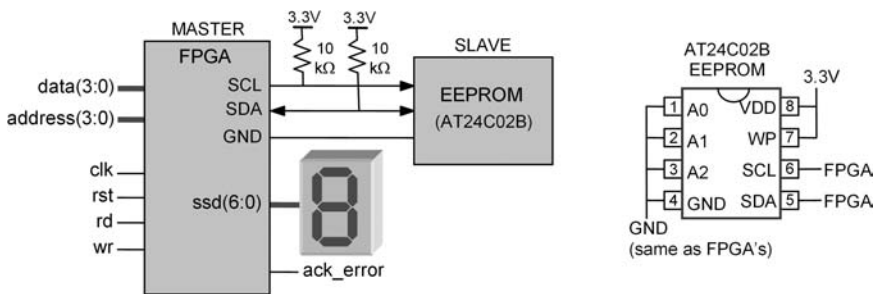 MASTER
FPGA
data(3:0)
address(3:0)
clk
rst
rd
wr
SCL
SDA
GND
ssd(6:0)
ack_error
3.3V
10
kΩ
3.3V
10
kΩ
SLAVE
EEPROM
(AT24C02B)
AT24C02B
EEPROM
3.3V
1 A0 VDD 8
2 A1 WP 7
3 A2 SCL 6 FPGA
4 GND SDA 5 FPGA
GND
(same as FPGA's)